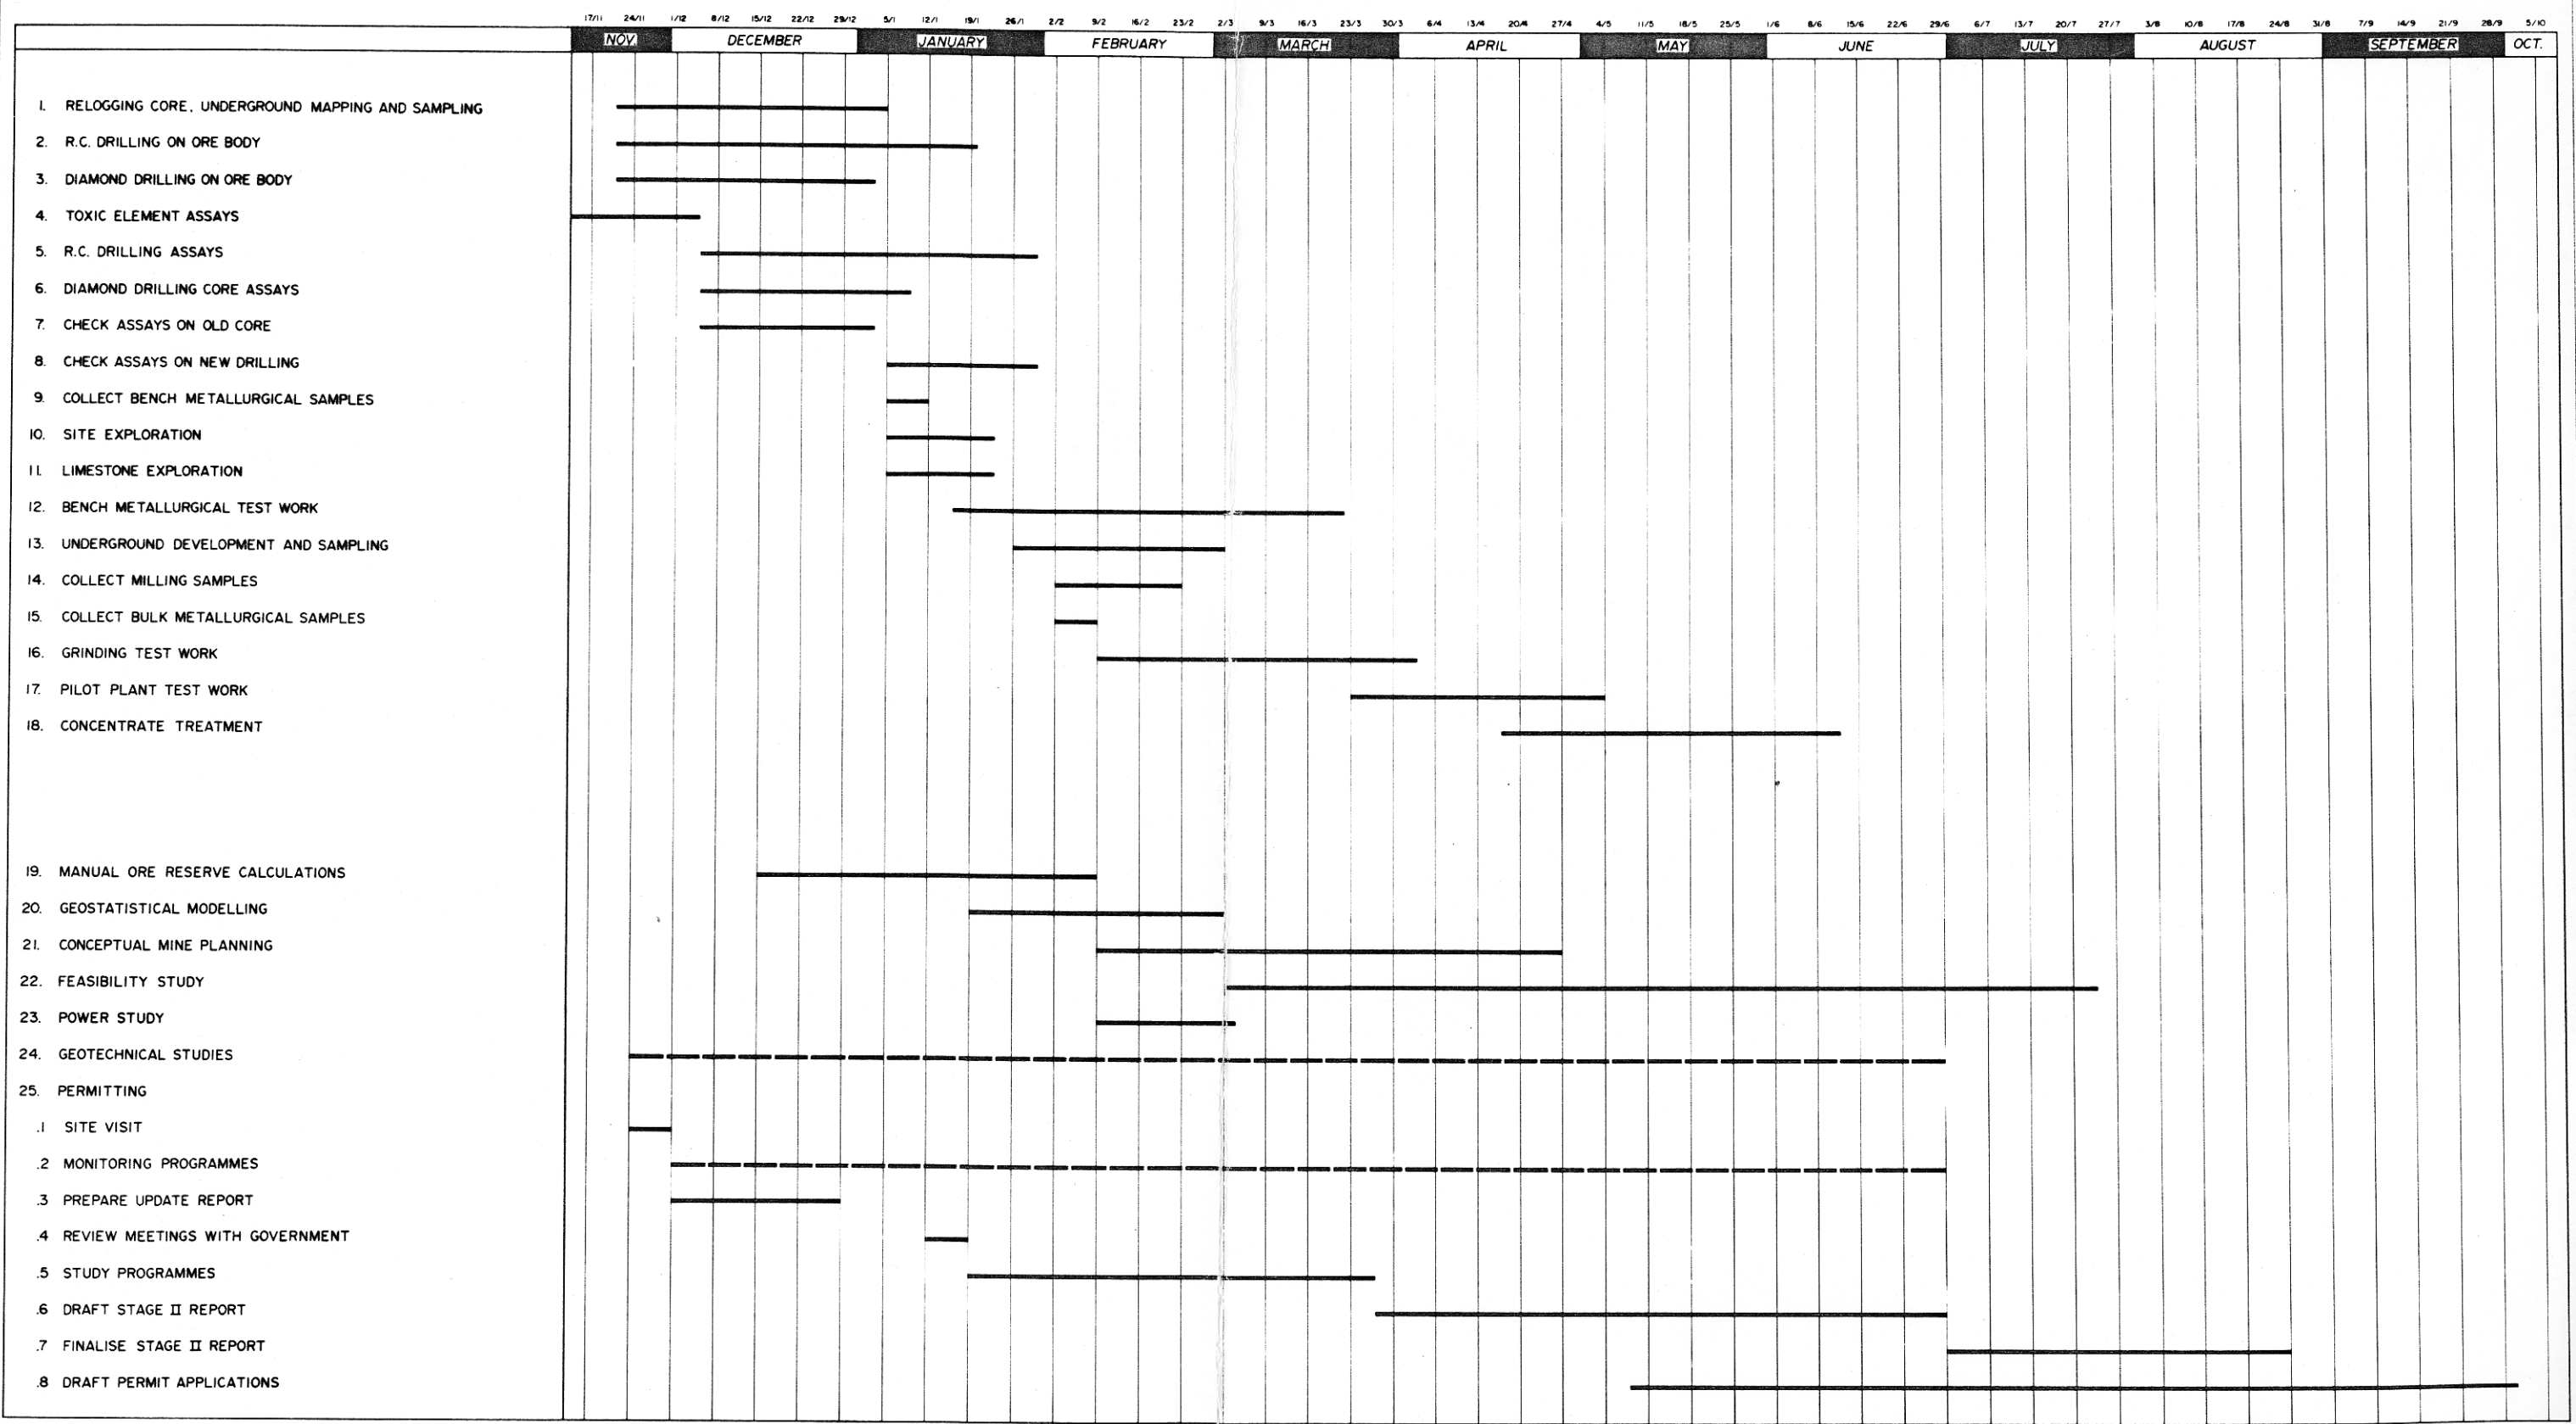 17/11 24/11 1/12 8/12 15/12 22/12 29/12 5/1 12/1 19/1 26/1 2/2 9/2 16/2 23/2 2/3 9/3 16/3 23/3 30/3 6/4 13/4 20/4 27/4 4/5 11/5 18/5 25/5 1/6 8/6 15/6 22/6 29/6 6/7 13/7 20/7 27/7 3/8 10/8 17/8 24/8 31/8 7/9 14/9 21/9 28/9 5/10
NOV. DECEMBER JANUARY FEBRUARY MARCH APRIL MAY JUNE JULY AUGUST SEPTEMBER OCT.
1. RELOGGING CORE, UNDERGROUND MAPPING AND SAMPLING
2. R.C. DRILLING ON ORE BODY
3. DIAMOND DRILLING ON ORE BODY
4. TOXIC ELEMENT ASSAYS
5. R.C. DRILLING ASSAYS
6. DIAMOND DRILLING CORE ASSAYS
7. CHECK ASSAYS ON OLD CORE
8. CHECK ASSAYS ON NEW DRILLING
9. COLLECT BENCH METALLURGICAL SAMPLES
10. SITE EXPLORATION
11. LIMESTONE EXPLORATION
12. BENCH METALLURGICAL TEST WORK
13. UNDERGROUND DEVELOPMENT AND SAMPLING
14. COLLECT MILLING SAMPLES
15. COLLECT BULK METALLURGICAL SAMPLES
16. GRINDING TEST WORK
17. PILOT PLANT TEST WORK
18. CONCENTRATE TREATMENT
19. MANUAL ORE RESERVE CALCULATIONS
20. GEOSTATISTICAL MODELLING
21. CONCEPTUAL MINE PLANNING
22. FEASIBILITY STUDY
23. POWER STUDY
24. GEOTECHNICAL STUDIES
25. PERMITTING
.1 SITE VISIT
.2 MONITORING PROGRAMMES
.3 PREPARE UPDATE REPORT
.4 REVIEW MEETINGS WITH GOVERNMENT
.5 STUDY PROGRAMMES
.6 DRAFT STAGE II REPORT
.7 FINALISE STAGE II REPORT
.8 DRAFT PERMIT APPLICATIONS